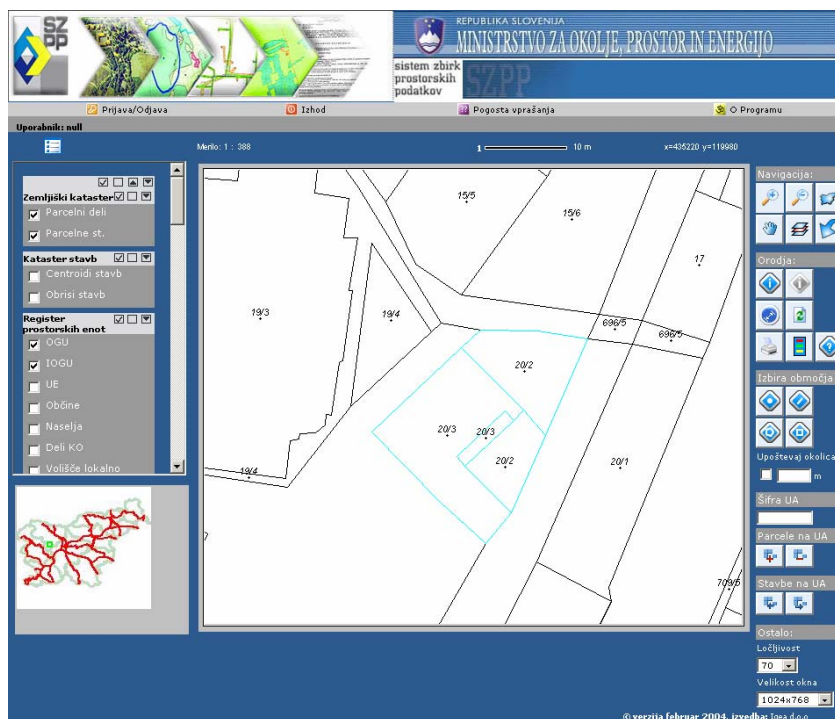 SZ
PP
REPUBLIKA SLOVENIJA
MINISTRSTVO ZA OKOLJE, PROSTOR IN ENERGIJO
sistem zbirk
prostorskih
podatkov
SZPP
Prijava/Odjava
Izhod
Pogosta vprašanja
O Programu
Uporabnik: null
Merilo: 1 : 388
1
10 m
x=435220 y=119980
Zemljiški kataster
Parcelni deli
Parcelne št.
Kataster stavb
Centroidi stavb
Obrisi stavb
Register
prostorskih enot
OGU
IOGU
UE
Občine
Naselja
Deli KO
Volišče lokalno
15/5
15/6
17
19/3
19/4
696/5
696/5
20/2
20/3
20/3
20/2
20/1
19/4
709/5
Navigacija:
Orodja:
Izbira območja
Upoštevaj okolica
m
Šifra UA
Parcele na UA
Stavbe na UA
Ostalo:
Ločljivost
70
Velikost okna
1024x768
© verzija februar 2004, izvedba: Igea d.o.o